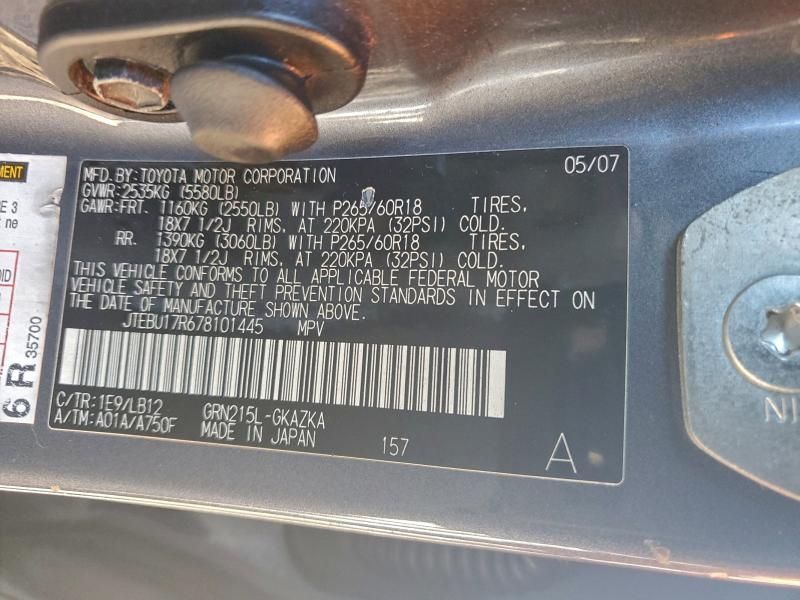 MFD.BY:TOYOTA MOTOR CORPORATION 05/07
GVWR:2535KG (5580LB)
GAWR:FRT. 1160KG (2550LB) WITH P265/60R18 TIRES,
18X7 1/2J RIMS, AT 220KPA (32PSI) COLD.
RR. 1390KG (3060LB) WITH P265/60R18 TIRES,
18X7 1/2J RIMS, AT 220KPA (32PSI) COLD.
THIS VEHICLE CONFORMS TO ALL APPLICABLE FEDERAL MOTOR
VEHICLE SAFETY AND THEFT PREVENTION STANDARDS IN EFFECT ON
THE DATE OF MANUFACTURE SHOWN ABOVE.
JTEBU17R678101445 MPV
C/TR:1E9/LB12 GRN215L-GKAZKA
A/TM:A01A/A750F MADE IN JAPAN 157 A
6R 35700